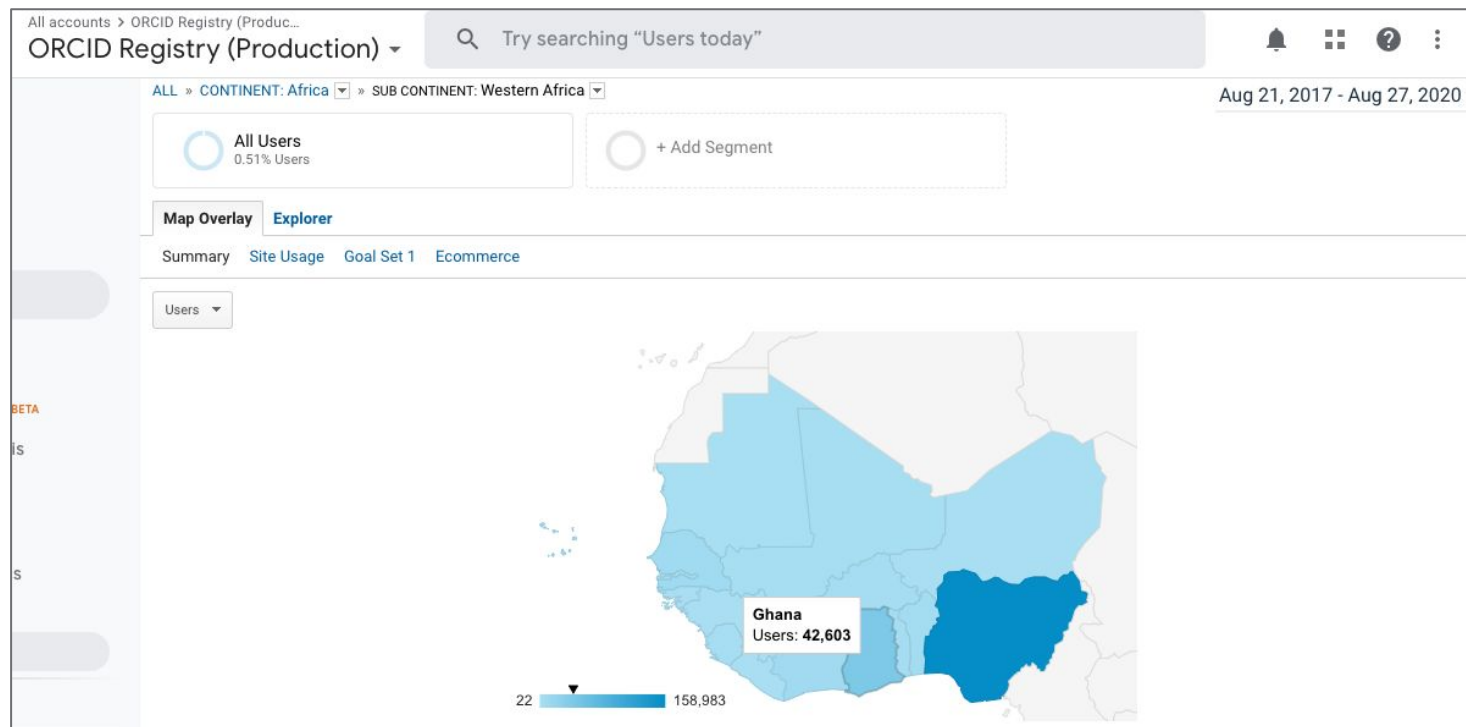 All accounts > ORCID Registry (Produc...
ORCID Registry (Production)
Try searching “Users today”
ALL » CONTINENT: Africa » SUB CONTINENT: Western Africa
Aug 21, 2017 - Aug 27, 2020
All Users
0.51% Users
+ Add Segment
Map Overlay Explorer
Summary Site Usage Goal Set 1 Ecommerce
Users
BETA
is
s
Ghana
Users: 42,603
22 158,983